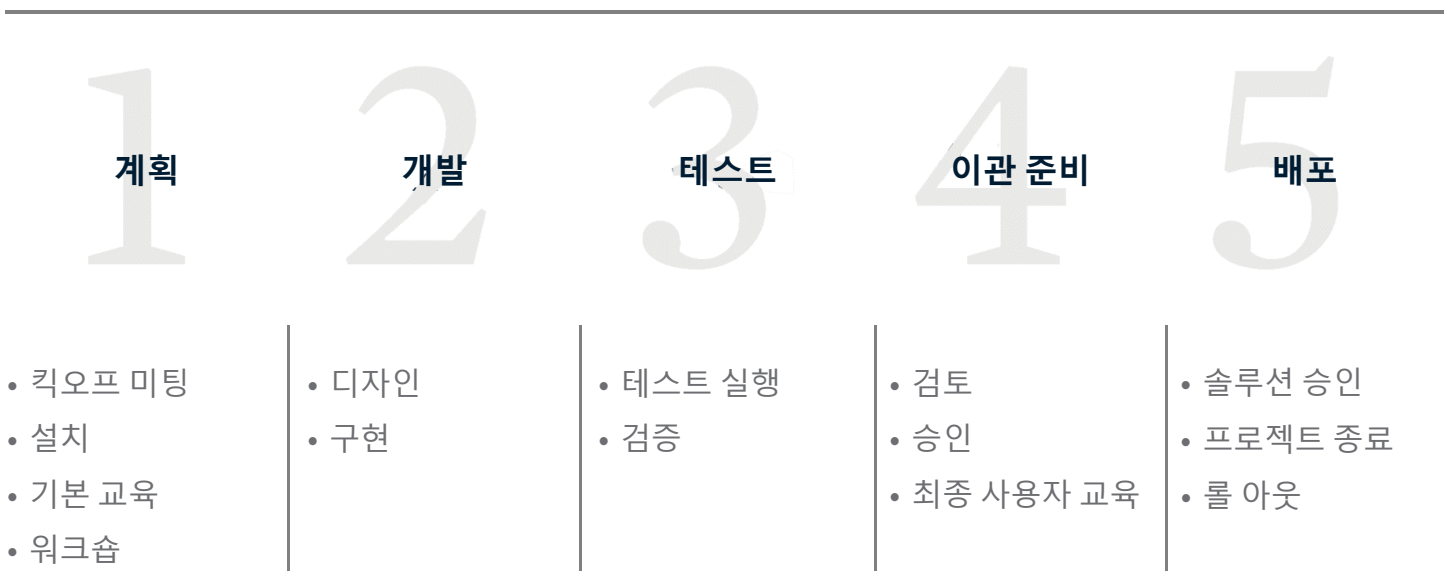 1
계획
• 킥오프 미팅
• 설치
• 기본 교육
• 워크숍
2
개발
• 디자인
• 구현
3
테스트
• 테스트 실행
• 검증
4
이관 준비
• 검토
• 승인
• 최종 사용자 교육
5
배포
• 솔루션 승인
• 프로젝트 종료
• 롤 아웃